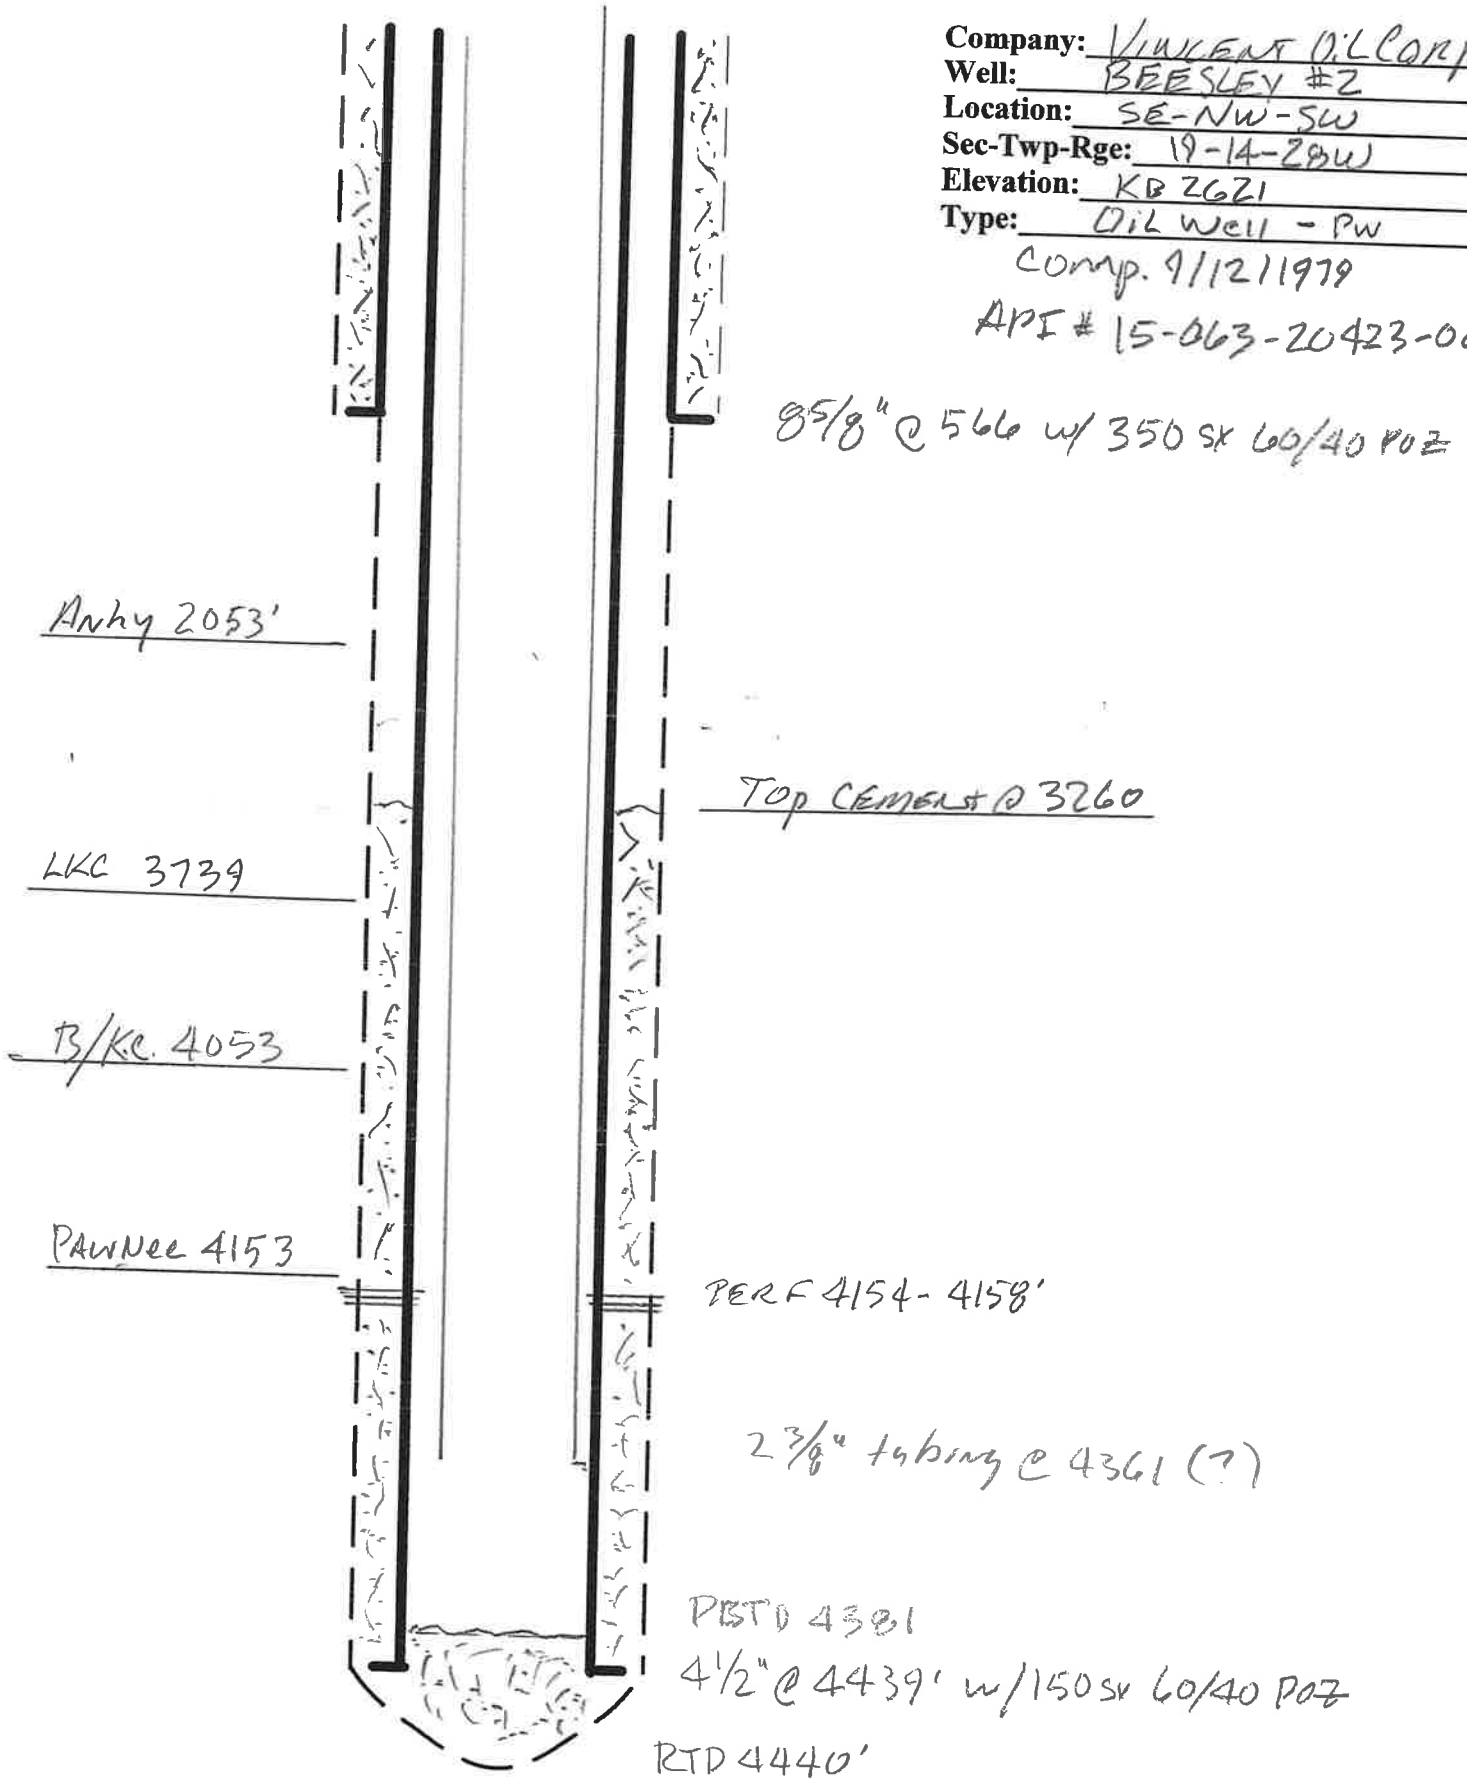 Company: VINCENT OIL CORP
Well: BEESLEY #2
Location: SE-NW-SW
Sec-Twp-Rge: 19-14-28W
Elevation: KB 2621
Type: OIL Well - PW
Comp. 9/12/1979
API # 15-063-20423-00
8 5/8" @ 566 w/ 350 sx 60/40 POZ
Anhy 2053'
Top CEMENT @ 3260
LKC 3739
B/KC. 4053
PAWNee 4153
PERF 4154-4158'
2 3/8" tubing @ 4361 (?)
PBTD 4381
4 1/2" @ 4439' w/150 sx 60/40 POZ
RTD 4440'